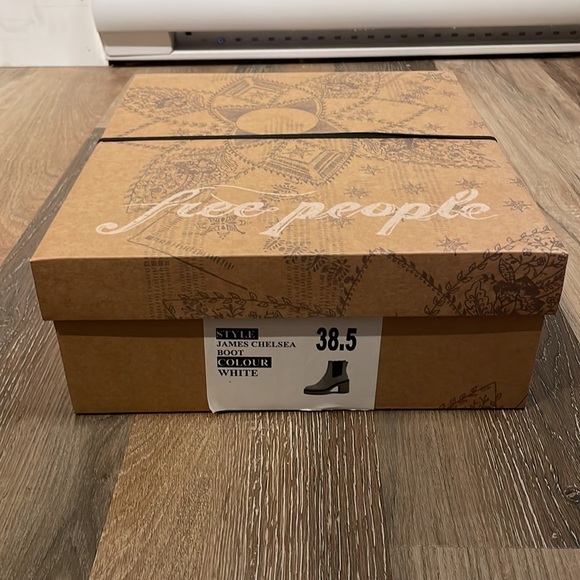 free people
STYLE
JAMES CHELSEA
BOOT
COLOUR
WHITE
38.5